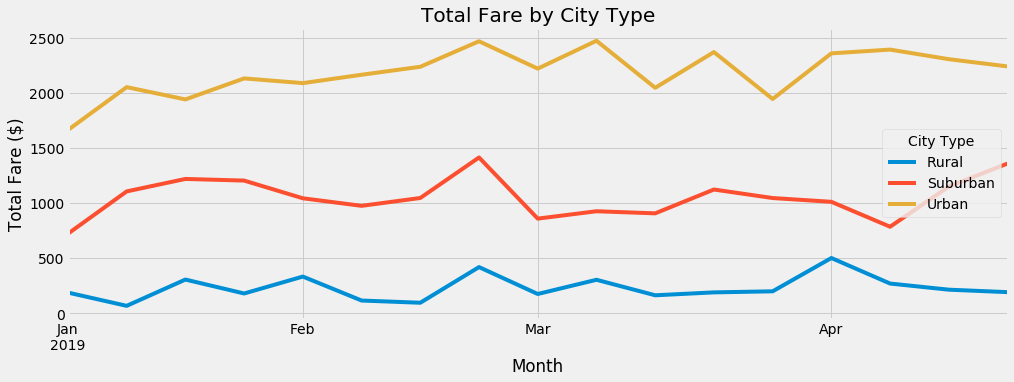 Total Fare by City Type
Total Fare ($)
2500
2000
1500
1000
500
0
City Type
Rural
Suburban
Urban
Jan
2019
Feb
Mar
Apr
Month